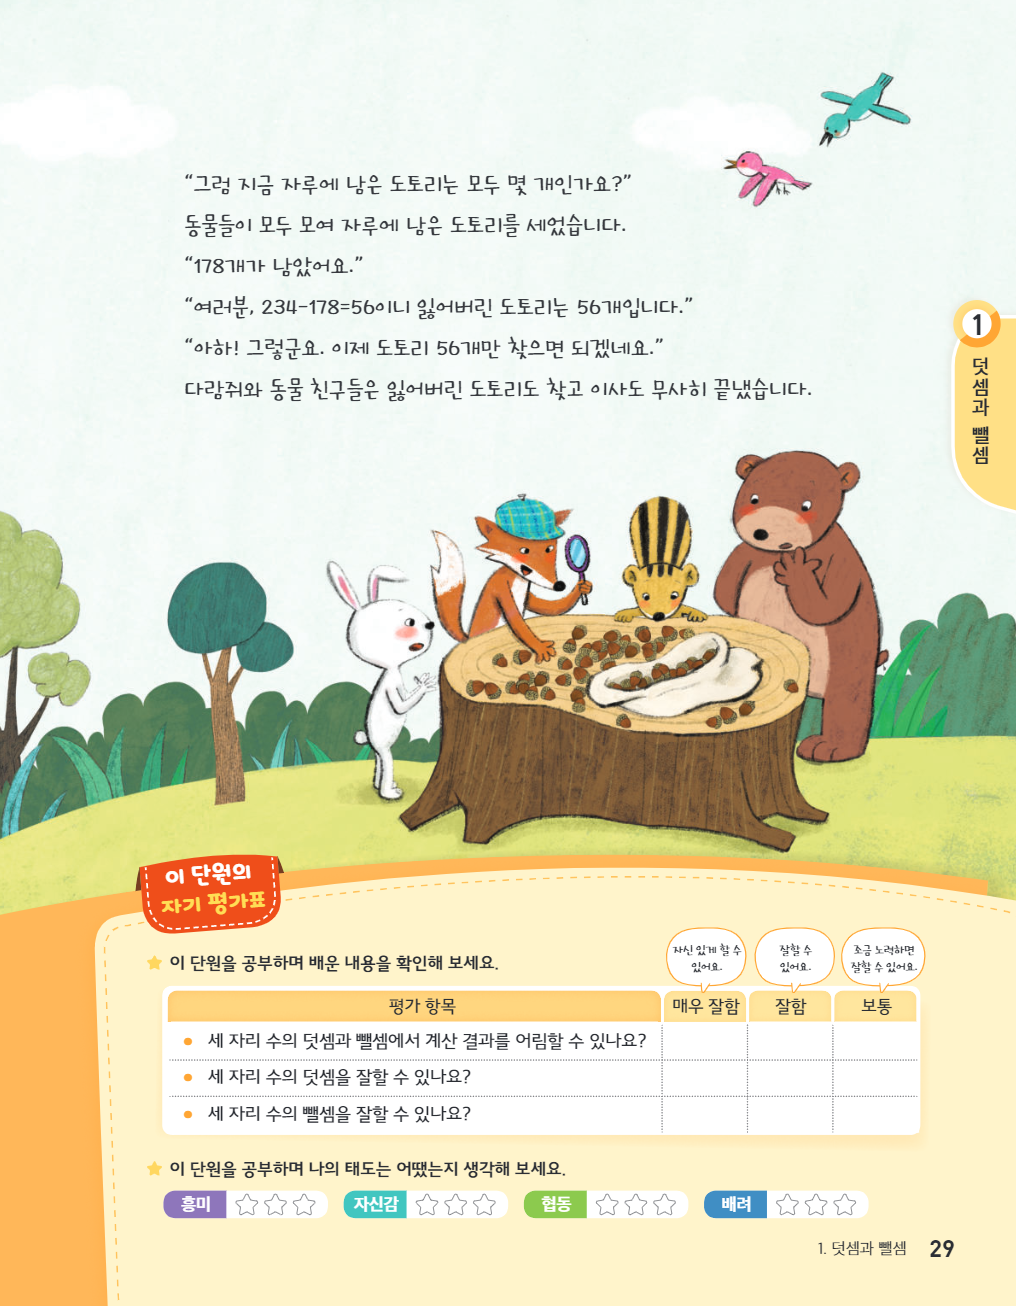 “그럼 지금 자루에 남은 도토리는 모두 몇 개인가요?”
동물들이 모두 모여 자루에 남은 도토리를 세었습니다.
“178개가 남았어요.”
“여러분, 234-178=56이니 잃어버린 도토리는 56개입니다.”
“아하! 그렇군요. 이제 도토리 56개만 찾으면 되겠네요.”
다람쥐와 동물 친구들은 잃어버린 도토리도 찾고 이사도 무사히 끝냈습니다.
1
덧셈과 뺄셈
이 단원의
자기 평가표
이 단원을 공부하며 배운 내용을 확인해 보세요.
자신 있게 할 수
있어요.
잘할 수
있어요.
조금 노력하면
잘할 수 있어요.
평가 항목 매우 잘함 잘함 보통
세 자리 수의 덧셈과 뺄셈에서 계산 결과를 어림할 수 있나요?
세 자리 수의 덧셈을 잘할 수 있나요?
세 자리 수의 뺄셈을 잘할 수 있나요?
이 단원을 공부하며 나의 태도는 어땠는지 생각해 보세요.
흥미 자신감 협동 배려
1. 덧셈과 뺄셈 29